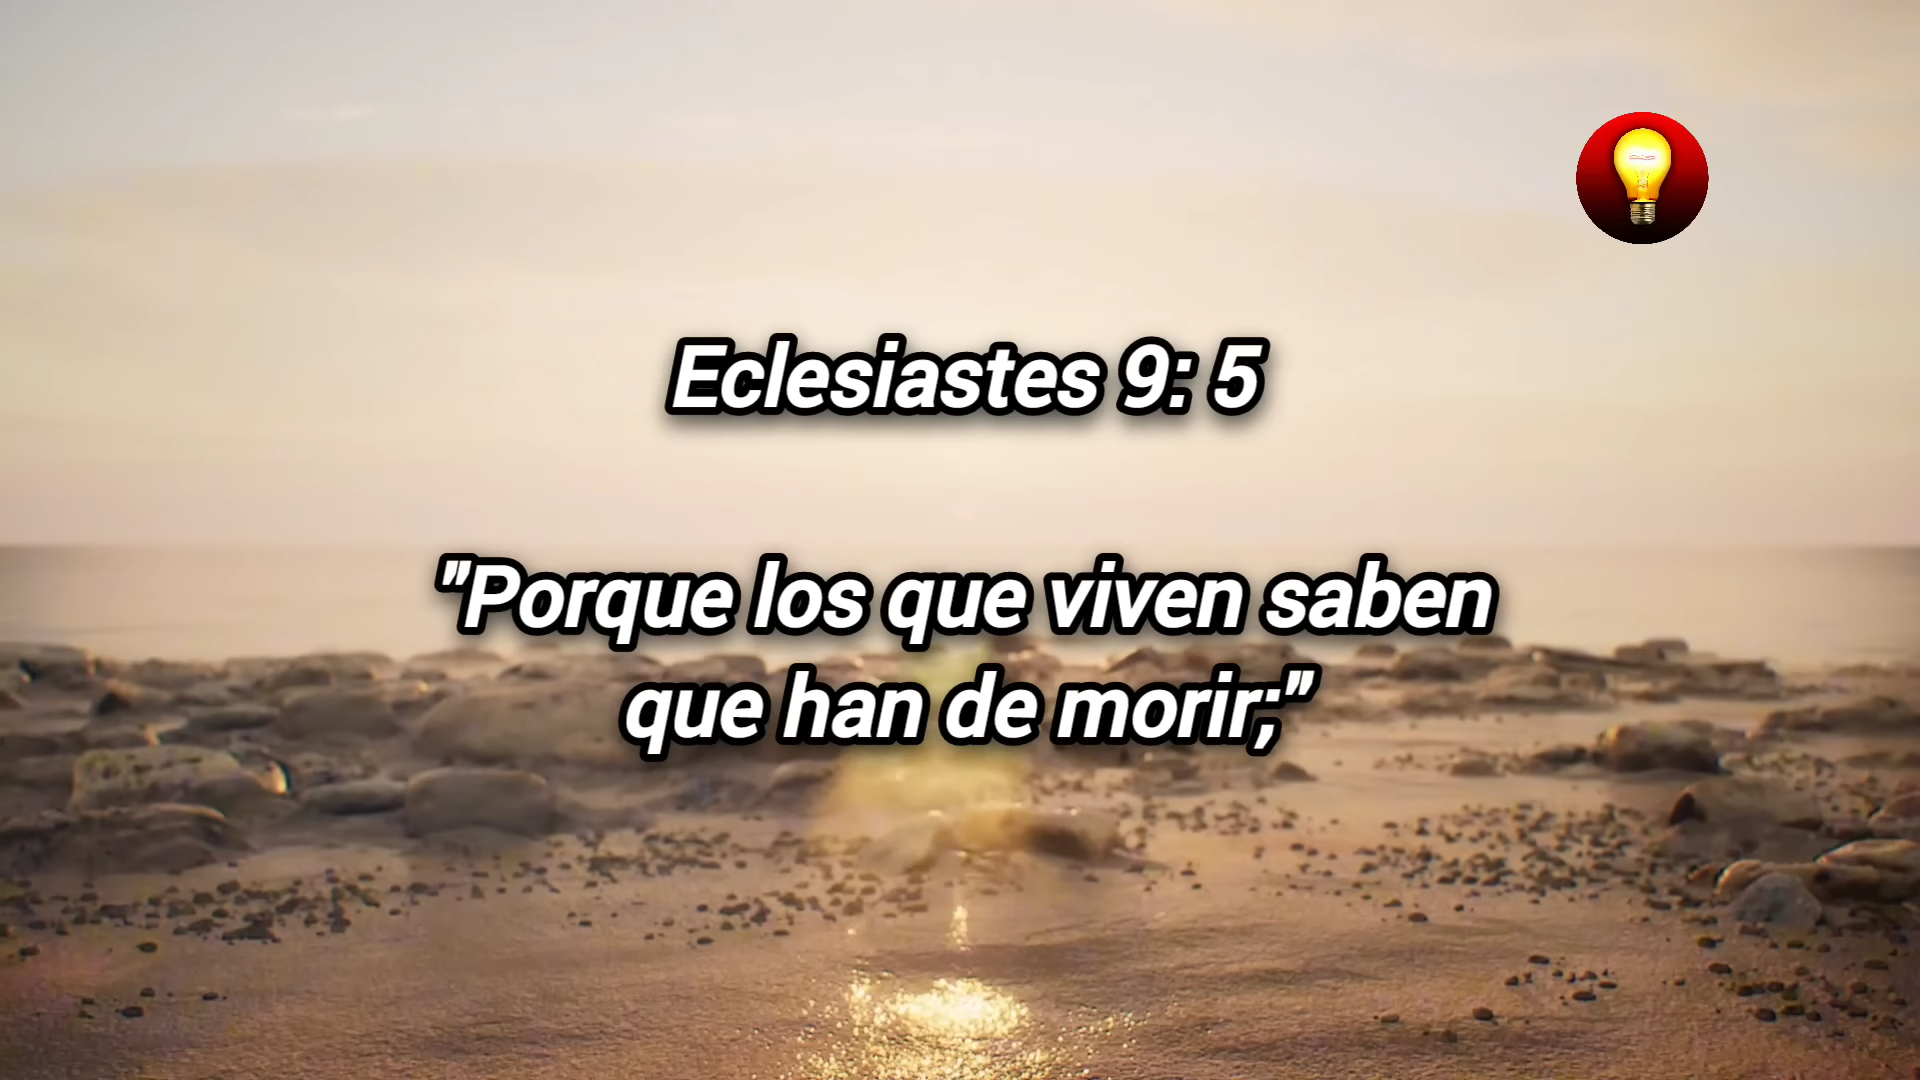 Eclesiastes 9: 5
"Porque los que viven saben
que han de morir;"